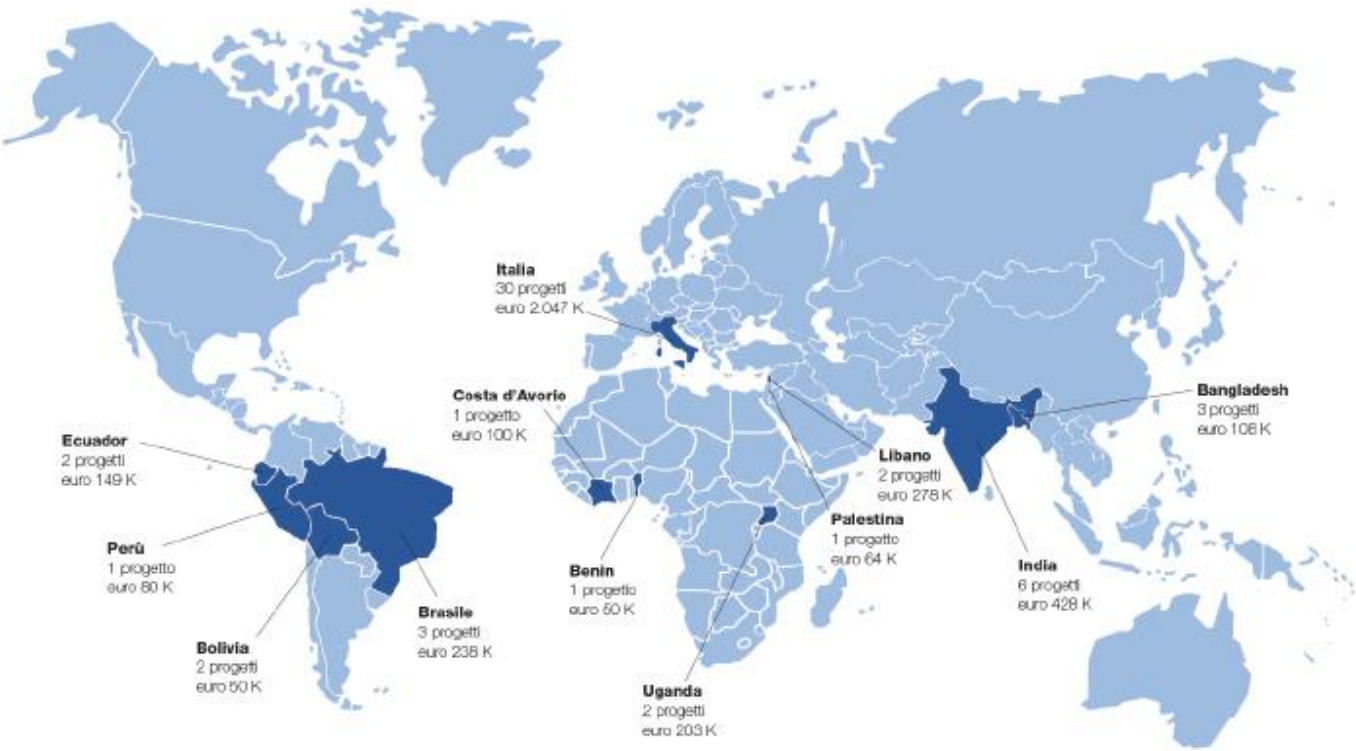 Italia
30 progetti
euro 2.047 K
Costa d'Avorio
1 progetto
euro 100 K
Ecuador
2 progetti
euro 149 K
Perù
1 progetto
euro 80 K
Bolivia
2 progetti
euro 50 K
Brasile
3 progetti
euro 238 K
Benin
1 progetto
euro 50 K
Uganda
2 progetti
euro 203 K
Libano
2 progetti
euro 278 K
Palestina
1 progetto
euro 64 K
India
6 progetti
euro 428 K
Bangladesh
3 progetti
euro 108 K